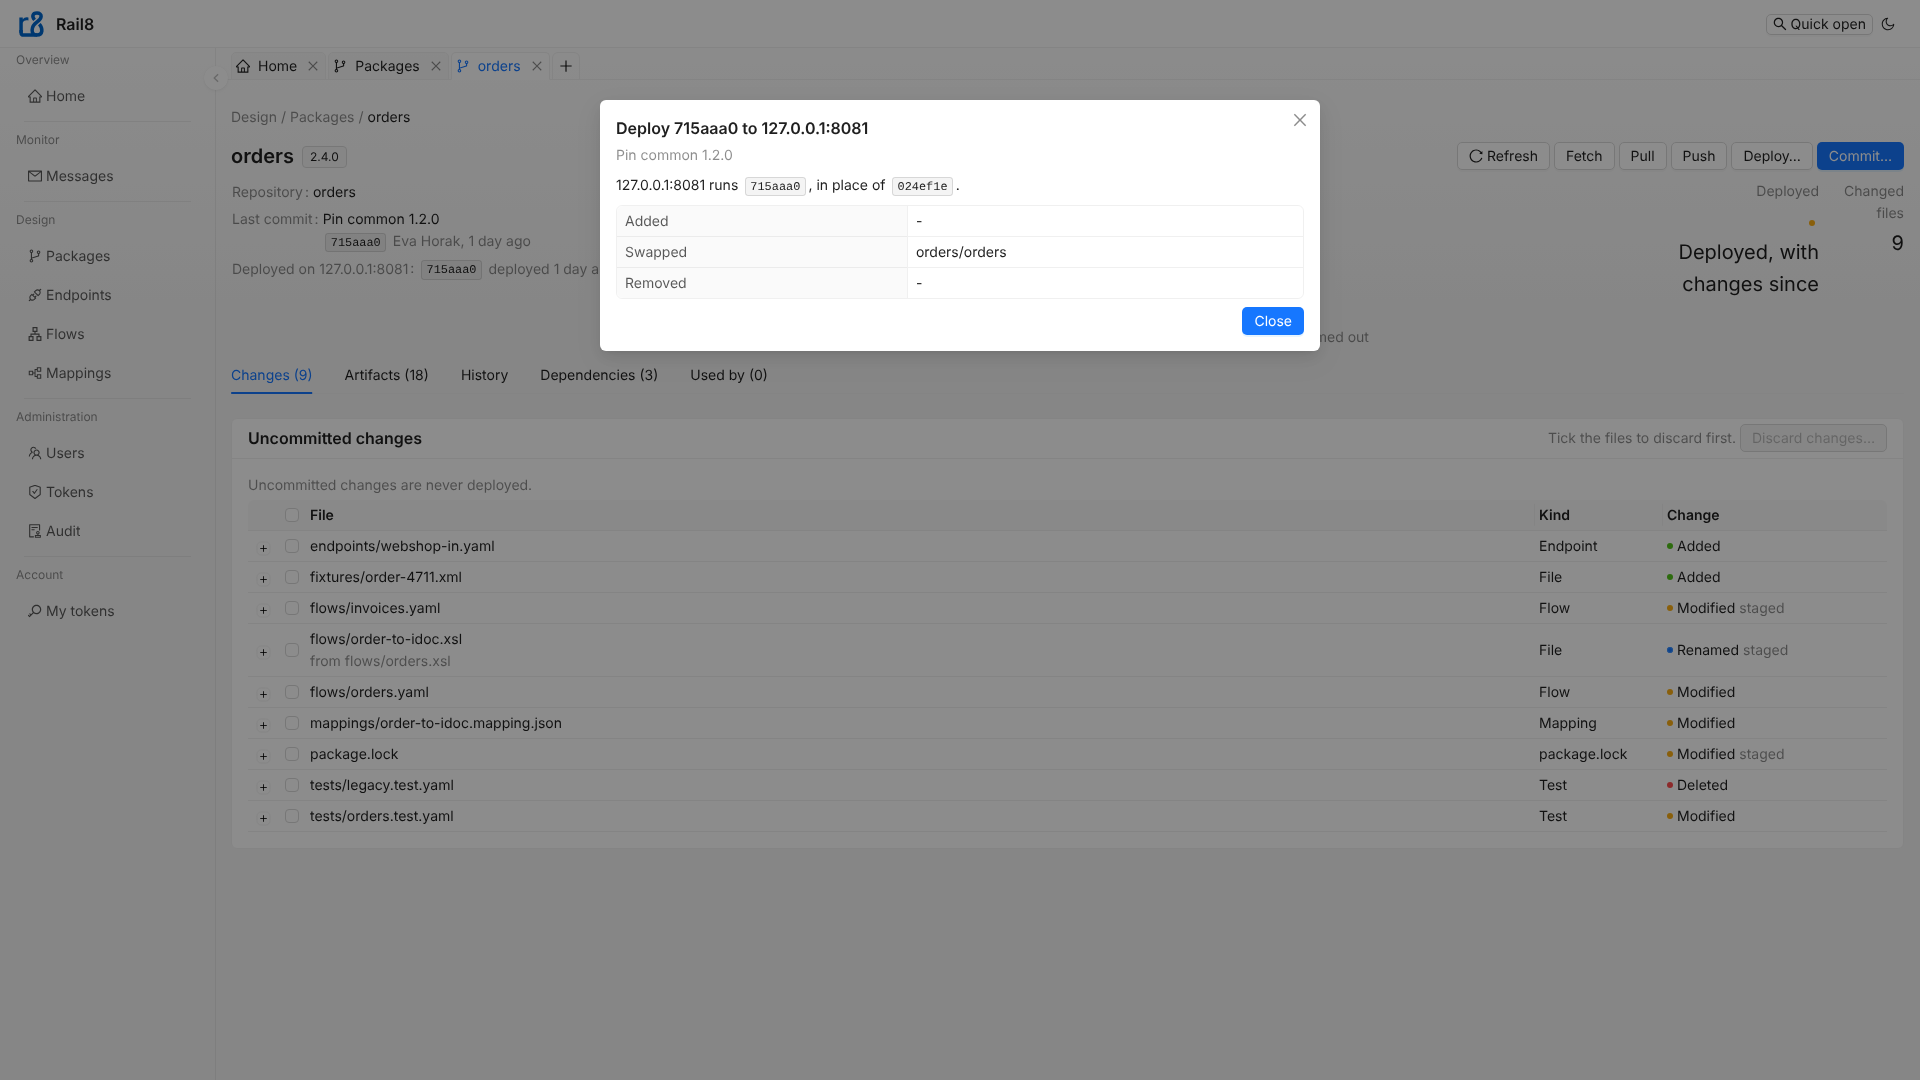 Rail8
Quick open
Overview
Home
Monitor
Messages
Design
Packages
Endpoints
Flows
Mappings
Administration
Users
Tokens
Audit
Account
My tokens
Home
Packages
orders
Design / Packages / orders
orders 2.4.0
Refresh
Fetch
Pull
Push
Deploy...
Commit...
Repository: orders
Last commit: Pin common 1.2.0
715aaa0 Eva Horak, 1 day ago
Deployed on 127.0.0.1:8081: 715aaa0 deployed 1 day a
Deployed
Deployed, with
changes since
Changed
files
9
Deploy 715aaa0 to 127.0.0.1:8081
Pin common 1.2.0
127.0.0.1:8081 runs 715aaa0, in place of 024ef1e.
Added -
Swapped orders/orders
Removed -
Close
out
Changes (9)
Artifacts (18)
History
Dependencies (3)
Used by (0)
Uncommitted changes
Tick the files to discard first.
Discard changes...
Uncommitted changes are never deployed.
File Kind Change
+ endpoints/webshop-in.yaml Endpoint Added
+ fixtures/order-4711.xml File Added
+ flows/invoices.yaml Flow Modified staged
+ flows/order-to-idoc.xsl File Renamed staged
from flows/orders.xsl
+ flows/orders.yaml Flow Modified
+ mappings/order-to-idoc.mapping.json Mapping Modified
+ package.lock package.lock Modified staged
+ tests/legacy.test.yaml Test Deleted
+ tests/orders.test.yaml Test Modified